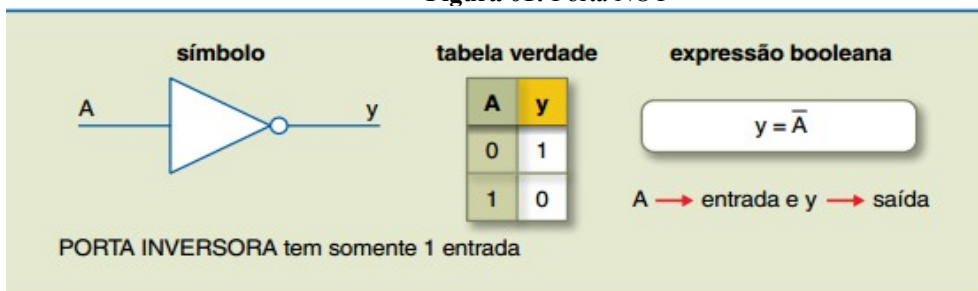 símbolo tabela verdade expressão booleana
A y A y y = A̅
0 1
1 0 A → entrada e y → saída
PORTA INVERSORA tem somente 1 entrada